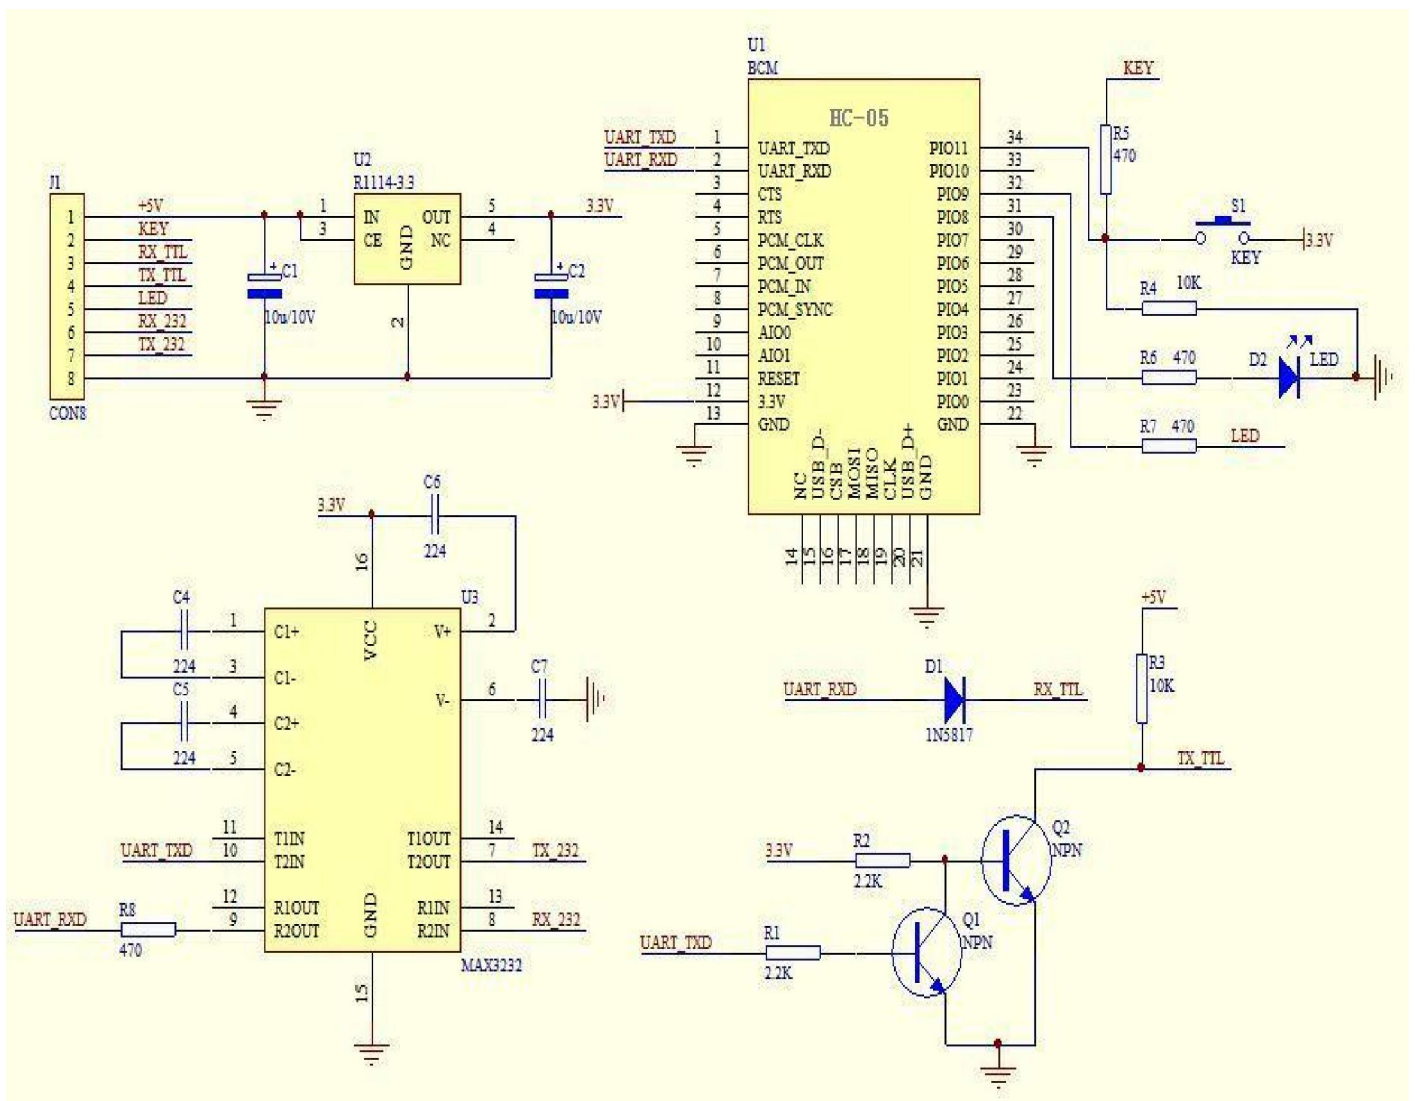 J1
1 +5V
2 KEY
3 RX_TTL
4 TX_TTL
5 LED
6 RX_232
7 TX_232
8
CON8
U2
R1114-3.3
1 IN OUT 5 3.3V
3 CE NC 4
GND
2
+ C1
10u/10V
+ C2
10u/10V
U1
BCM
HC-05
UART_TXD 1 UART_TXD PIO11 34
UART_RXD 2 UART_RXD PIO10 33
3 CTS PIO9 32
4 RTS PIO8 31
5 PCM_CLK PIO7 30
6 PCM_OUT PIO6 29
7 PCM_IN PIO5 28
8 PCM_SYNC PIO4 27
9 AIO0 PIO3 26
10 AIO1 PIO2 25
11 RESET PIO1 24
3.3V 12 3.3V PIO0 23
13 GND GND 22
NC USB_D- CSB MOSI MISO CLK USB_D+ GND
14 15 16 17 18 19 20 21
KEY
R5
470
S1
KEY
3.3V
R4 10K
R6 470
D2 LED
R7 470 LED
3.3V
C6
224
16
U3
VCC
C4
224
1 C1+
3 C1-
C5
224
4 C2+
5 C2-
V+ 2
V- 6
C7
224
11 T1IN T1OUT 14
UART_TXD 10 T2IN T2OUT 7 TX_232
12 R1OUT R1IN 13
UART_RXD R8 470 9 R2OUT R2IN 8 RX_232
GND
MAX3232
15
D1
UART_RXD RX_TTL
1N5817
+5V
R3
10K
TX_TTL
Q2
NPN
3.3V R2
2.2K
Q1
NPN
UART_TXD R1
2.2K